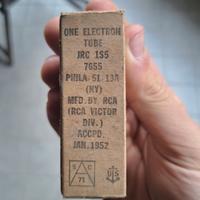 ONE ELECTRON
TUBE
JRC 1S5
7655
PHILA 51 13A
(NY)
MFD. BY RCA
(RCA VICTOR
DIV.)
ACCPD.
JAN. 1952
S C
71
U S